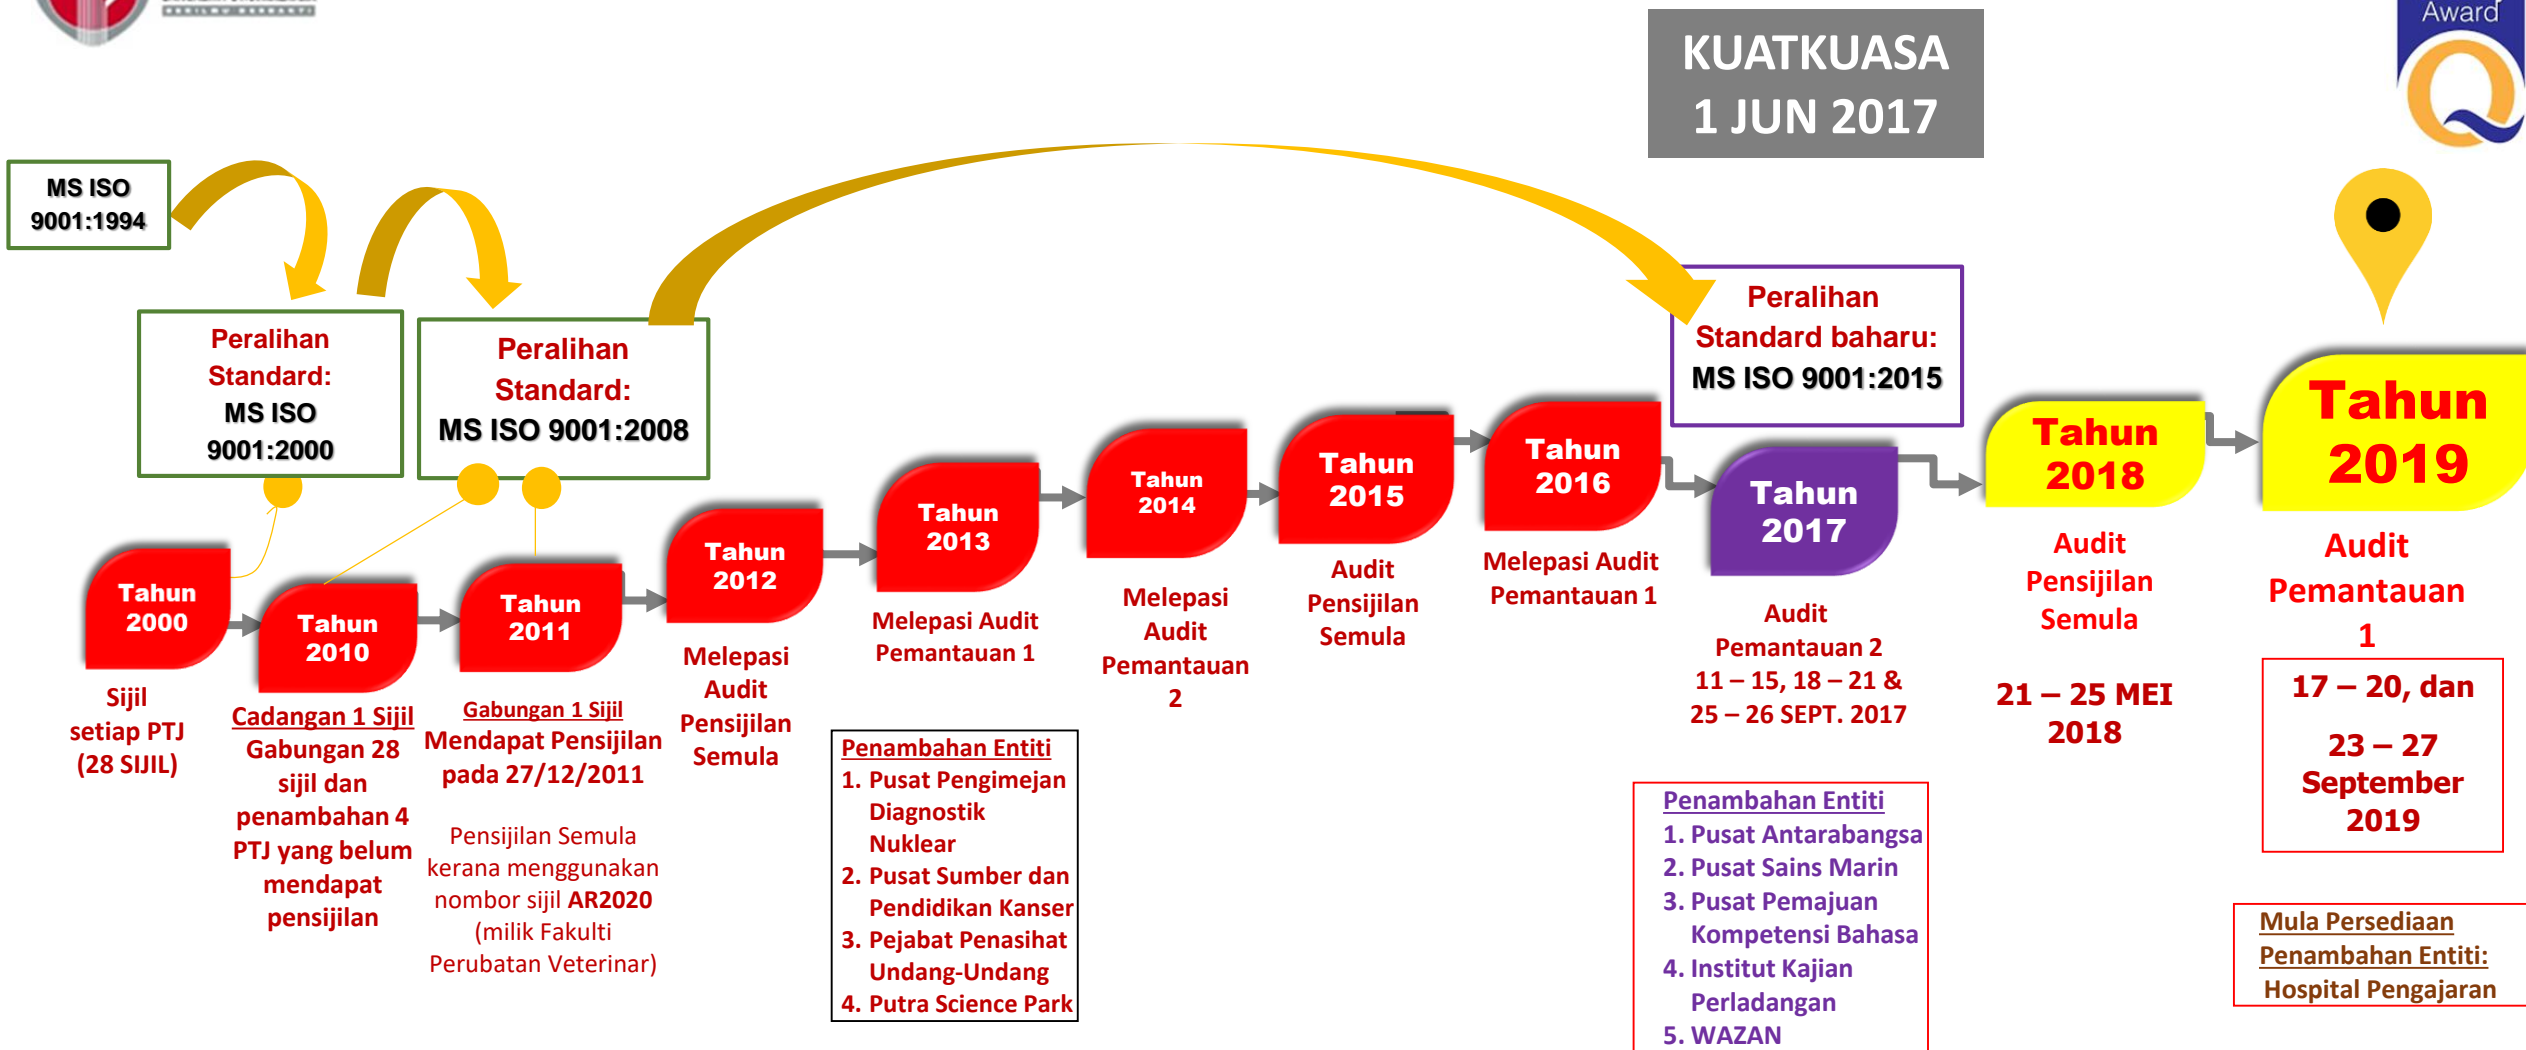 BERILMU BERBAKTI
Award
KUATKUASA
1 JUN 2017
MS ISO
9001:1994
Peralihan
Standard:
MS ISO
9001:2000
Peralihan
Standard:
MS ISO 9001:2008
Peralihan
Standard baharu:
MS ISO 9001:2015
Tahun
2000
Sijil
setiap PTJ
(28 SIJIL)
Tahun
2010
Cadangan 1 Sijil
Gabungan 28
sijil dan
penambahan 4
PTJ yang belum
mendapat
pensijilan
Tahun
2011
Gabungan 1 Sijil
Mendapat Pensijilan
pada 27/12/2011
Pensijilan Semula
kerana menggunakan
nombor sijil AR2020
(milik Fakulti
Perubatan Veterinar)
Tahun
2012
Melepasi
Audit
Pensijilan
Semula
Tahun
2013
Melepasi Audit
Pemantauan 1
Penambahan Entiti
1. Pusat Pengimejan
Diagnostik
Nuklear
2. Pusat Sumber dan
Pendidikan Kanser
3. Pejabat Penasihat
Undang-Undang
4. Putra Science Park
Tahun
2014
Melepasi
Audit
Pemantauan
2
Tahun
2015
Audit
Pensijilan
Semula
Tahun
2016
Melepasi Audit
Pemantauan 1
Tahun
2017
Audit
Pemantauan 2
11 – 15, 18 – 21 &
25 – 26 SEPT. 2017
Penambahan Entiti
1. Pusat Antarabangsa
2. Pusat Sains Marin
3. Pusat Pemajuan
Kompetensi Bahasa
4. Institut Kajian
Perladangan
5. WAZAN
Tahun
2018
Audit
Pensijilan
Semula
21 – 25 MEI
2018
Tahun
2019
Audit
Pemantauan
1
17 – 20, dan
23 – 27
September
2019
Mula Persediaan
Penambahan Entiti:
Hospital Pengajaran